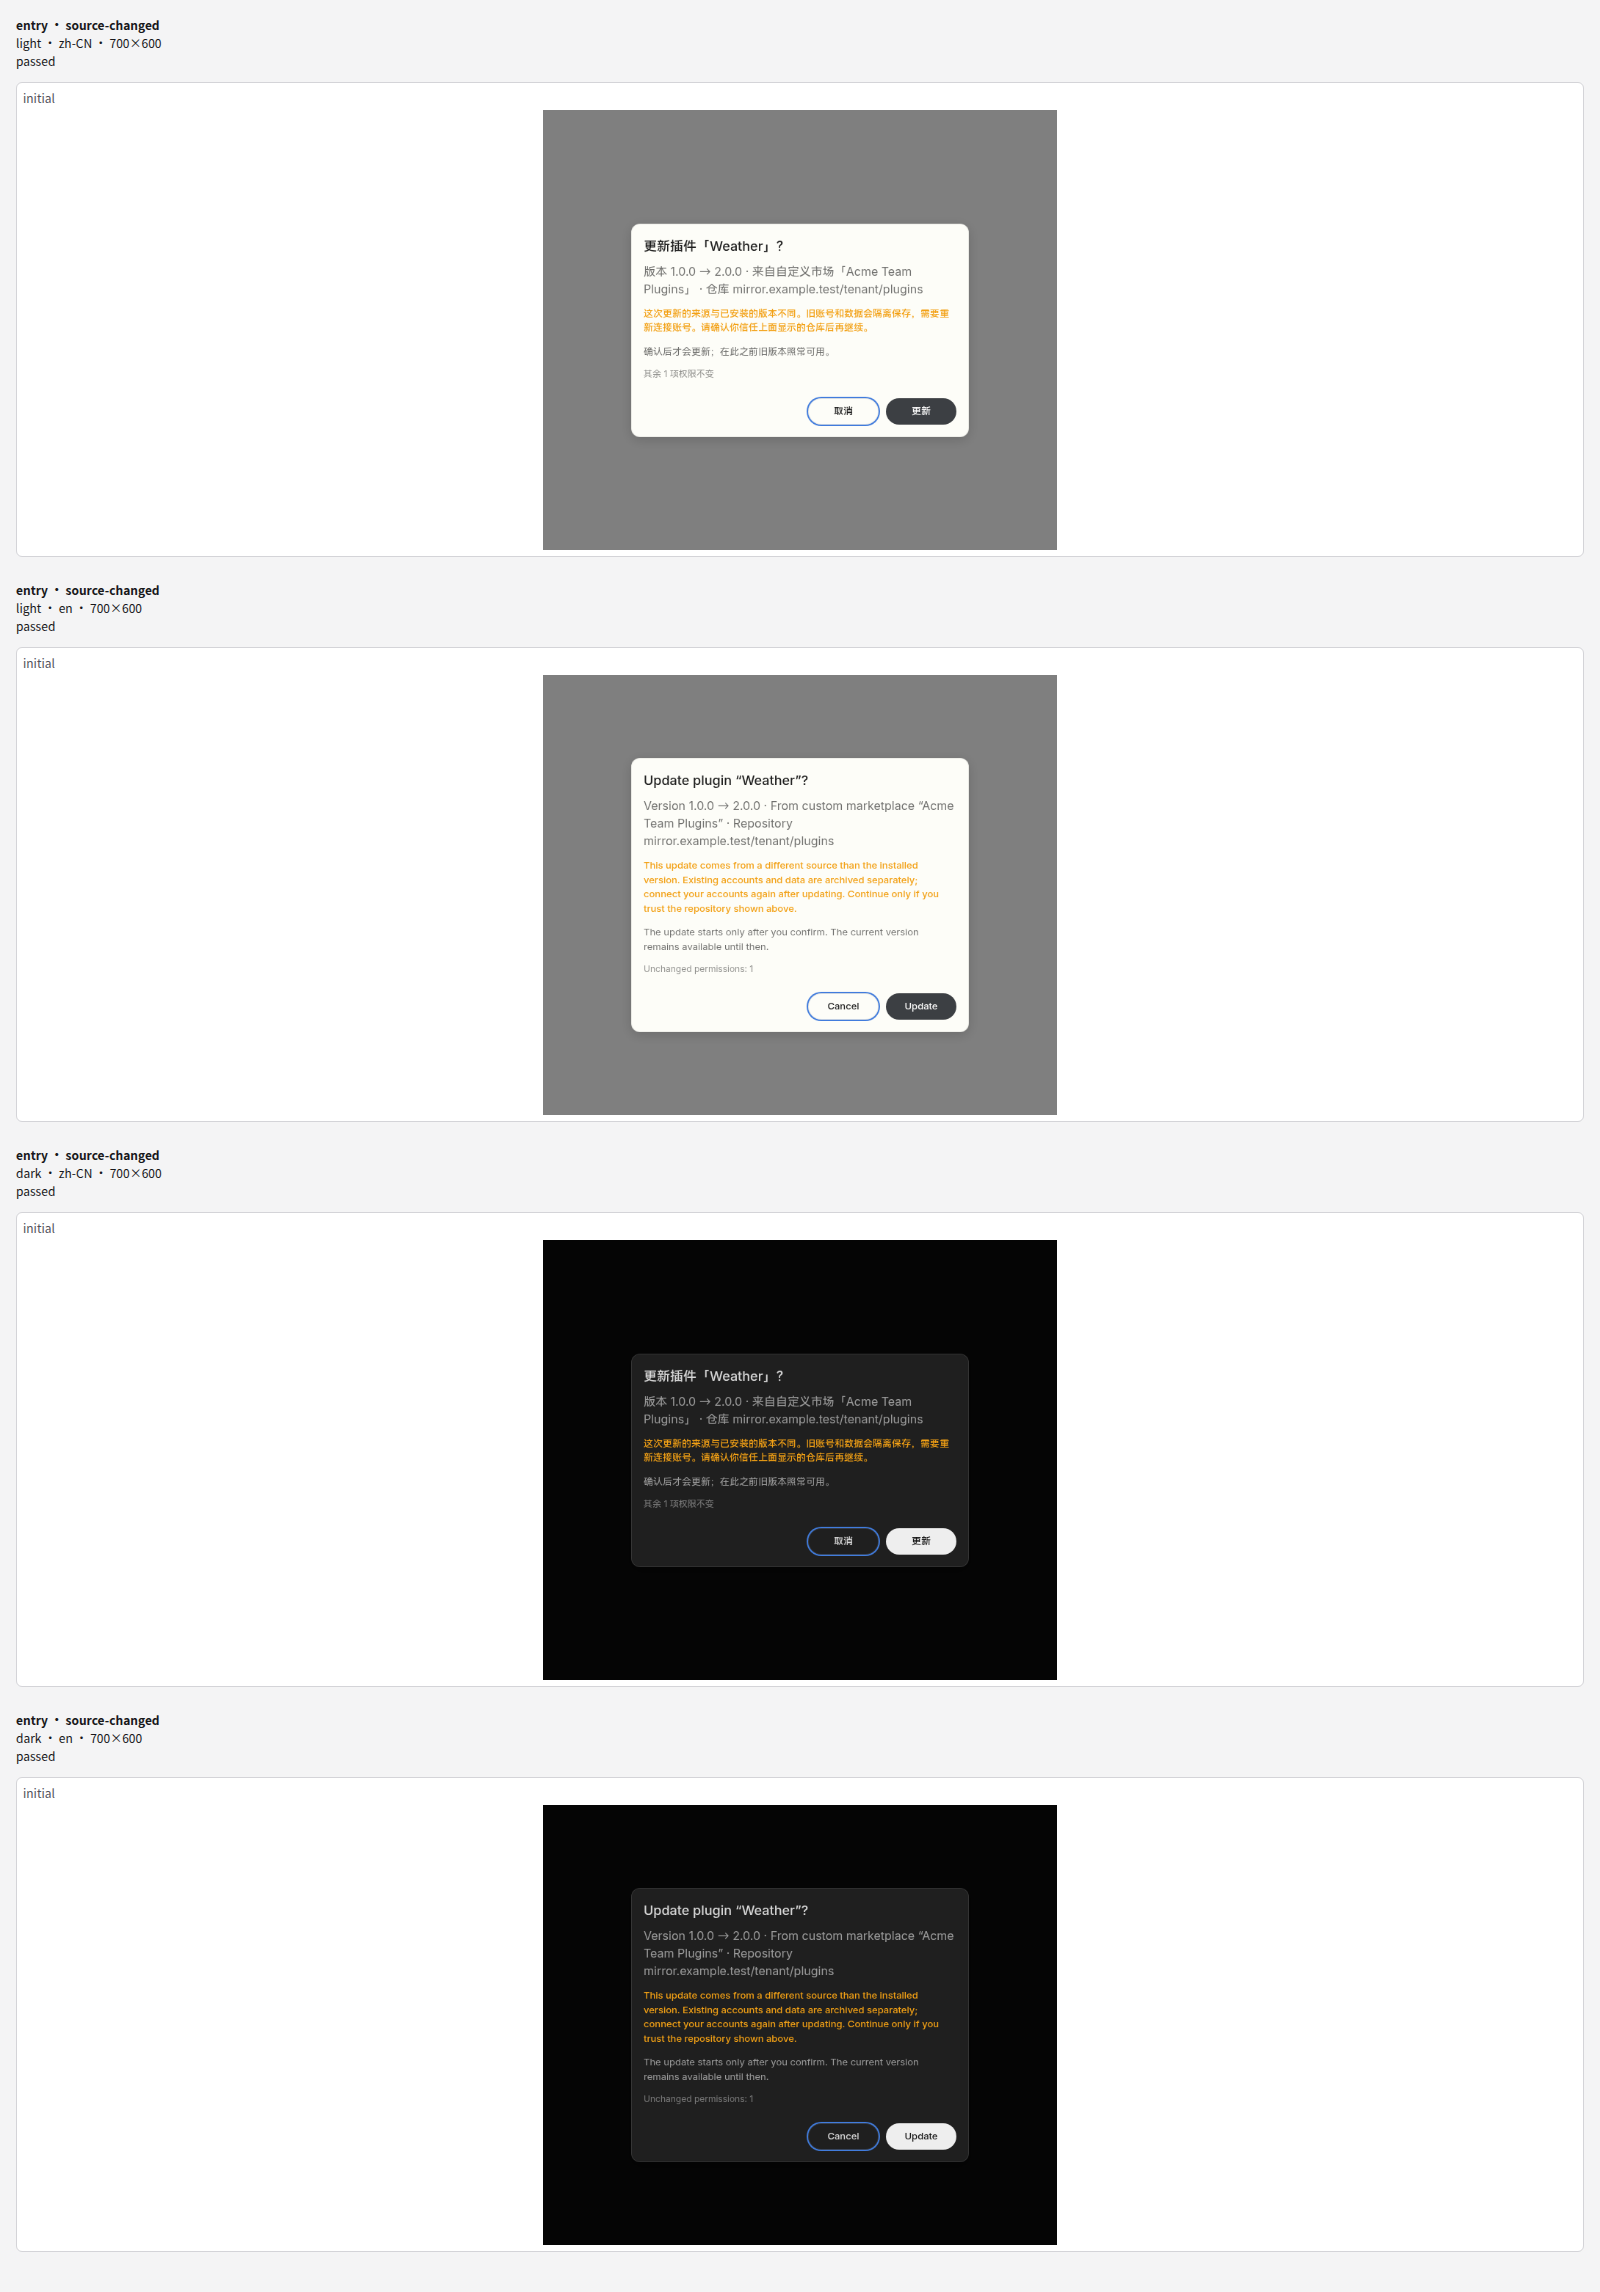 entry · source-changed
light · zh-CN · 700×600
passed
initial
更新插件「Weather」？
版本 1.0.0 → 2.0.0 · 来自自定义市场「Acme Team
Plugins」 · 仓库 mirror.example.test/tenant/plugins
这次更新的来源与已安装的版本不同。旧账号和数据会隔离保存，需要重
新连接账号。请确认你信任上面显示的仓库后再继续。
确认后才会更新；在此之前旧版本照常可用。
其余 1 项权限不变
取消 更新
entry · source-changed
light · en · 700×600
passed
initial
Update plugin “Weather”?
Version 1.0.0 → 2.0.0 · From custom marketplace “Acme
Team Plugins” · Repository
mirror.example.test/tenant/plugins
This update comes from a different source than the installed
version. Existing accounts and data are archived separately;
connect your accounts again after updating. Continue only if you
trust the repository shown above.
The update starts only after you confirm. The current version
remains available until then.
Unchanged permissions: 1
Cancel Update
entry · source-changed
dark · zh-CN · 700×600
passed
initial
更新插件「Weather」？
版本 1.0.0 → 2.0.0 · 来自自定义市场「Acme Team
Plugins」 · 仓库 mirror.example.test/tenant/plugins
这次更新的来源与已安装的版本不同。旧账号和数据会隔离保存，需要重
新连接账号。请确认你信任上面显示的仓库后再继续。
确认后才会更新；在此之前旧版本照常可用。
其余 1 项权限不变
取消 更新
entry · source-changed
dark · en · 700×600
passed
initial
Update plugin “Weather”?
Version 1.0.0 → 2.0.0 · From custom marketplace “Acme
Team Plugins” · Repository
mirror.example.test/tenant/plugins
This update comes from a different source than the installed
version. Existing accounts and data are archived separately;
connect your accounts again after updating. Continue only if you
trust the repository shown above.
The update starts only after you confirm. The current version
remains available until then.
Unchanged permissions: 1
Cancel Update